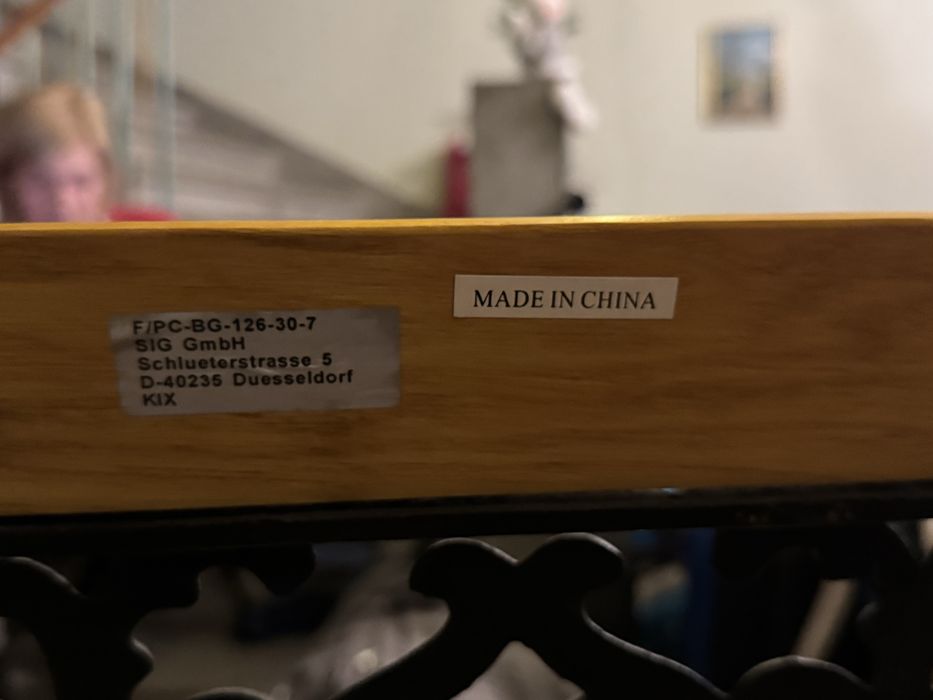 F/PC-BG-126-30-7
SIG GmbH
Schlueterstrasse 5
D-40235 Duesseldorf
KIX
MADE IN CHINA